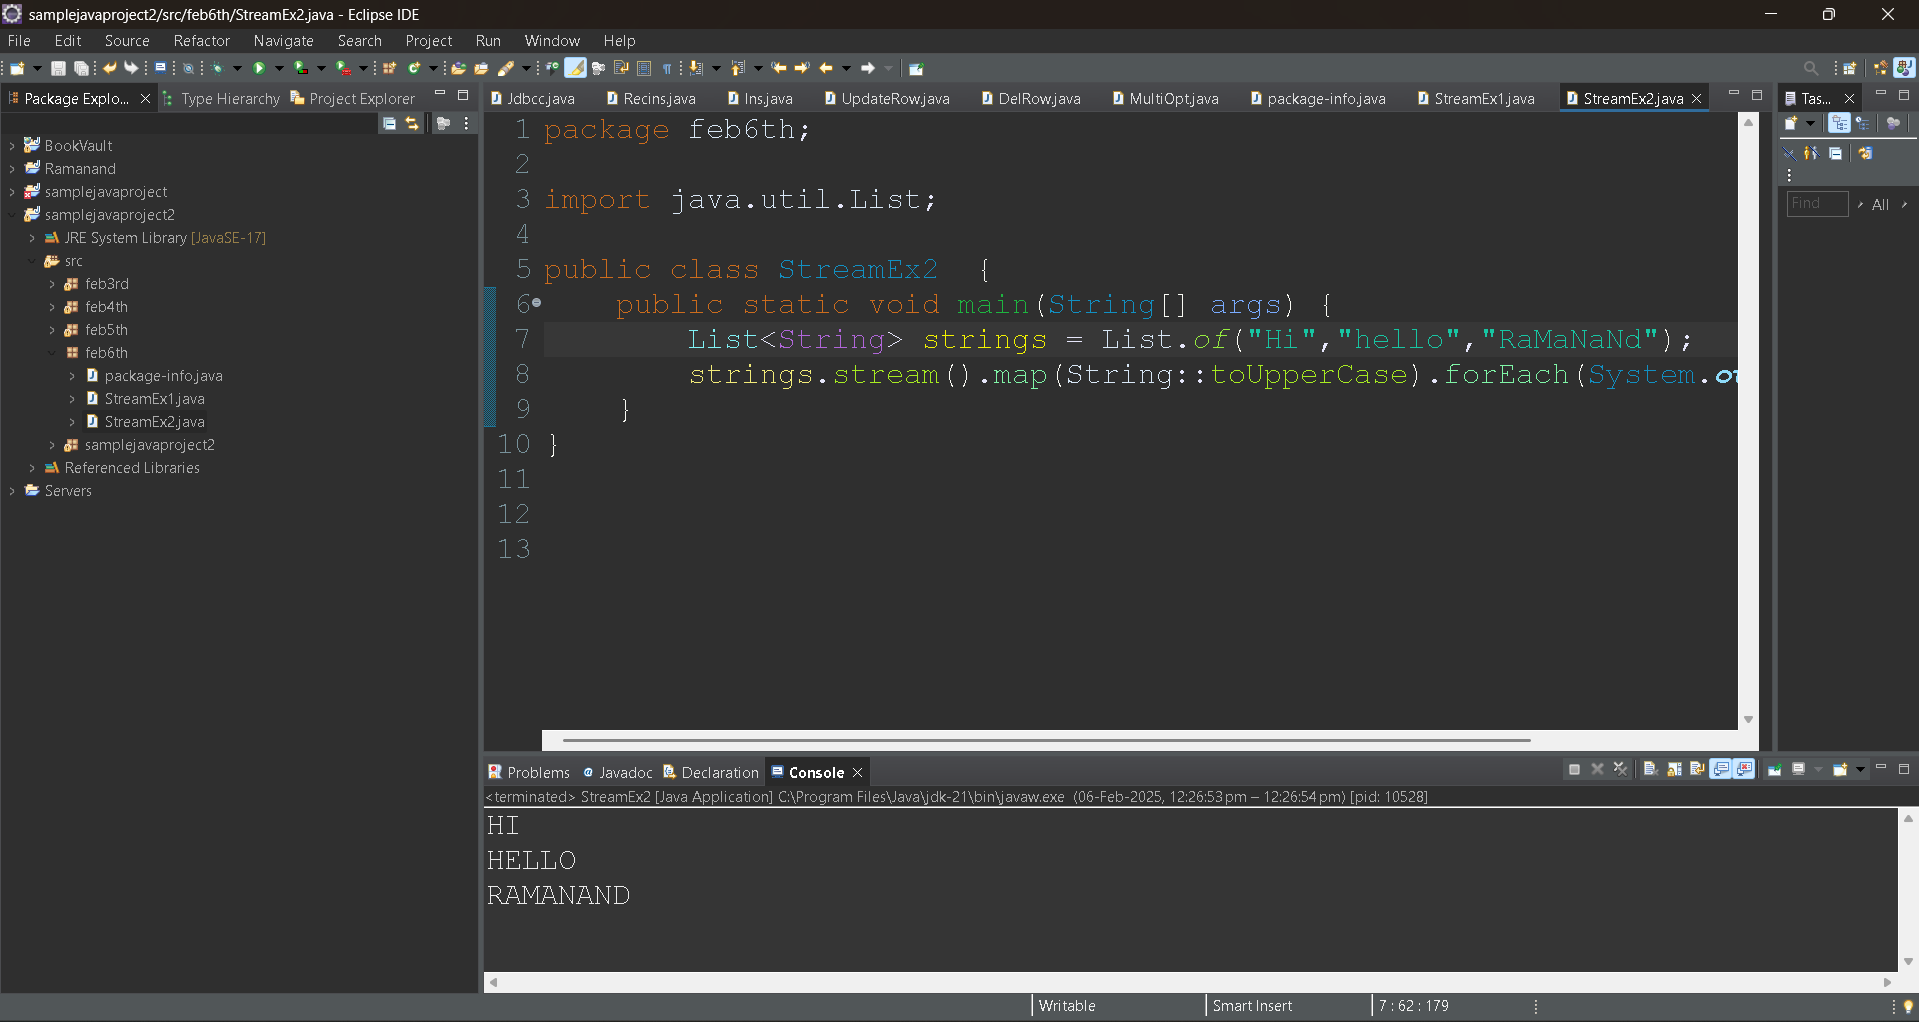 samplejavaproject2/src/feb6th/StreamEx2.java - Eclipse IDE
File Edit Source Refactor Navigate Search Project Run Window Help
Package Explo... Type Hierarchy Project Explorer
Jdbcc.java Recins.java Ins.java UpdateRow.java DelRow.java MultiOpt.java package-info.java StreamEx1.java StreamEx2.java
Tas...
Find All
BookVault
Ramanand
samplejavaproject
samplejavaproject2
JRE System Library [JavaSE-17]
src
feb3rd
feb4th
feb5th
feb6th
package-info.java
StreamEx1.java
StreamEx2.java
samplejavaproject2
Referenced Libraries
Servers
1 package feb6th;
2
3 import java.util.List;
4
5 public class StreamEx2  {
6 public static void main(String[] args) {
7 List<String> strings = List.of("Hi","hello","RaMaNaNd");
8 strings.stream().map(String::toUpperCase).forEach(System.
9 }
10 }
11
12
13
Problems Javadoc Declaration Console
<terminated> StreamEx2 [Java Application] C:\Program Files\Java\jdk-21\bin\javaw.exe (06-Feb-2025, 12:26:53 pm – 12:26:54 pm) [pid: 10528]
HI
HELLO
RAMANAND
Writable Smart Insert 7 : 62 : 179